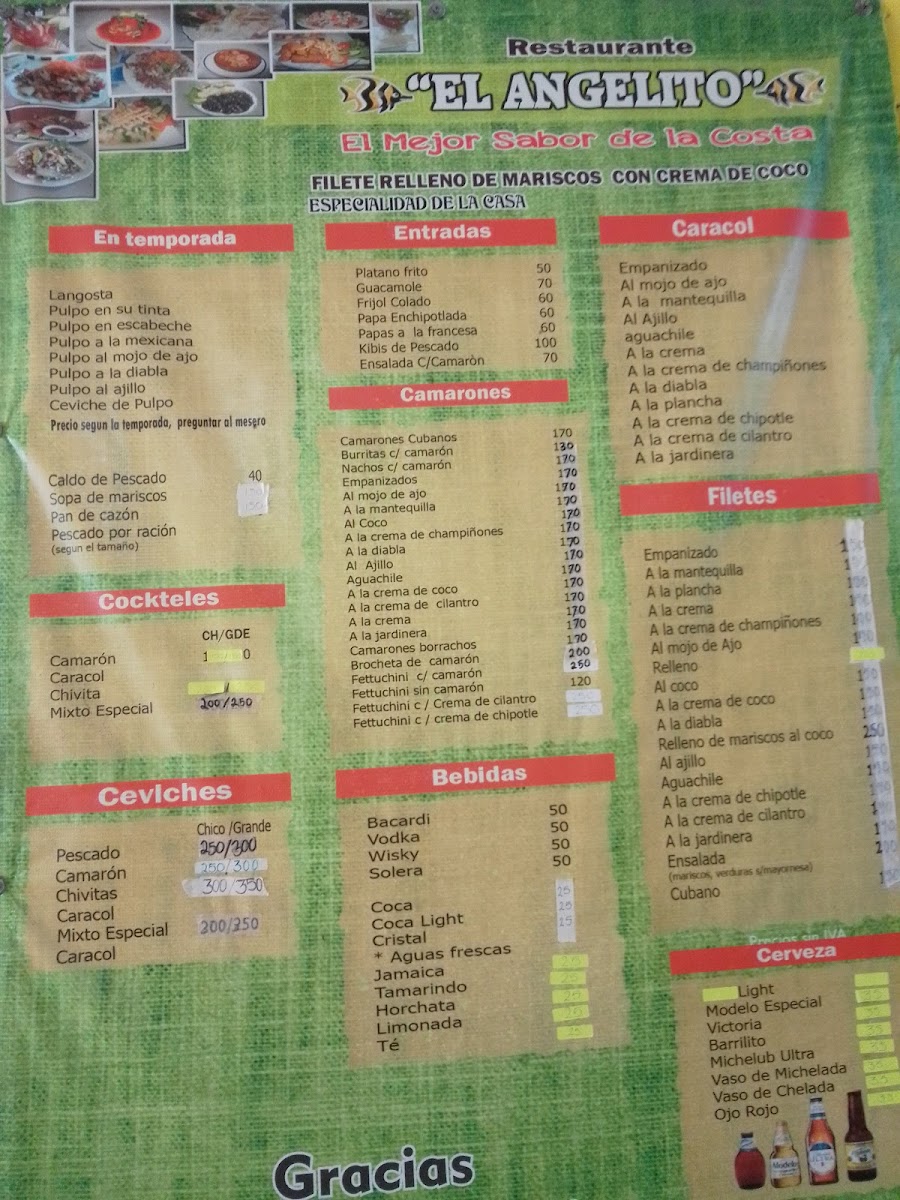 Restaurante
"EL ANGELITO"
El Mejor Sabor de la Costa
FILETE RELLENO DE MARISCOS CON CREMA DE COCO
ESPECIALIDAD DE LA CASA
En temporada
Langosta
Pulpo en su tinta
Pulpo en escabeche
Pulpo a la mexicana
Pulpo al mojo de ajo
Pulpo a la diabla
Pulpo al ajillo
Ceviche de Pulpo
Precio segun la temporada, preguntar al mesero
Caldo de Pescado 40
Sopa de mariscos
Pan de cazón
Pescado por ración
(segun el tamaño)
Cockteles
CH/GDE
Camarón
Caracol
Chivita
Mixto Especial 200/250
Ceviches
Chico /Grande
Pescado 250/300
Camarón 250/300
Chivitas 300/350
Caracol
Mixto Especial 200/250
Caracol
Entradas
Platano frito 50
Guacamole 70
Frijol Colado 60
Papa Enchipotlada 60
Papas a la francesa 60
Kibis de Pescado 100
Ensalada C/Camaròn 70
Camarones
Camarones Cubanos 170
Burritas c/ camarón 130
Nachos c/ camarón 170
Empanizados 170
Al mojo de ajo 170
A la mantequilla 170
Al Coco 170
A la crema de champiñones 170
A la diabla 170
Al Ajillo 170
Aguachile 170
A la crema de coco 170
A la crema de cilantro 170
A la crema 170
A la jardinera 170
Camarones borrachos 170
Brocheta de camarón 200
Fettuchini c/ camarón 250
Fettuchini sin camarón 120
Fettuchini c / Crema de cilantro
Fettuchini c / crema de chipotle
Bebidas
Bacardi 50
Vodka 50
Wisky 50
Solera 50
Coca 25
Coca Light 25
Cristal 15
* Aguas frescas
Jamaica
Tamarindo
Horchata
Limonada
Té
Caracol
Empanizado
Al mojo de ajo
A la mantequilla
Al Ajillo
aguachile
A la crema
A la crema de champiñones
A la diabla
A la plancha
A la crema de chipotle
A la crema de cilantro
A la jardinera
Filetes
Empanizado
A la mantequilla
A la plancha
A la crema
A la crema de champiñones
Al mojo de Ajo
Relleno
Al coco
A la crema de coco
A la diabla
Relleno de mariscos al coco 250
Al ajillo
Aguachile
A la crema de chipotle
A la crema de cilantro
A la jardinera
Ensalada
(mariscos, verduras s/mayomesa)
Cubano
Precios sin IVA
Cerveza
Light
Modelo Especial
Victoria
Barrilito
Michelub Ultra
Vaso de Michelada
Vaso de Chelada
Ojo Rojo
Gracias